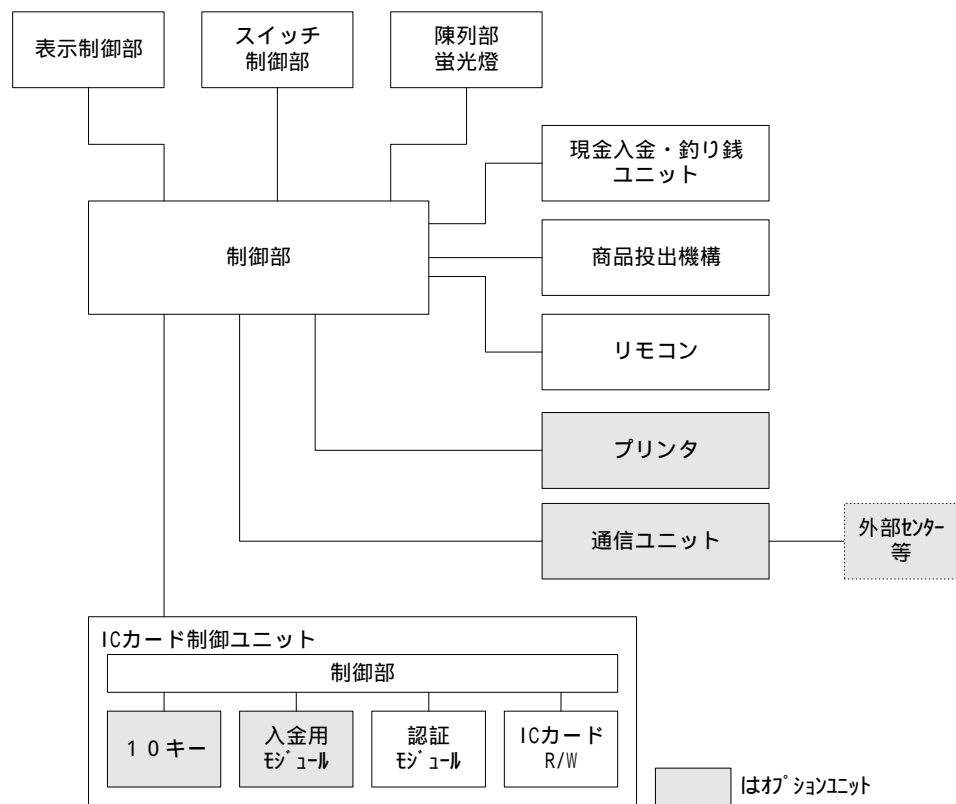 表示制御部
スイッチ
制御部
陳列部
蛍光燈
現金入金・釣り銭
ユニット
制御部
商品投出機構
リモコン
プリンタ
通信ユニット
外部ｾﾝﾀｰ
等
ICカード制御ユニット
制御部
１０キー
入金用
ﾓｼﾞｭｰﾙ
認証
ﾓｼﾞｭｰﾙ
ICカード
R/W
はｵﾌﾟｼｮﾝﾕﾆｯﾄ